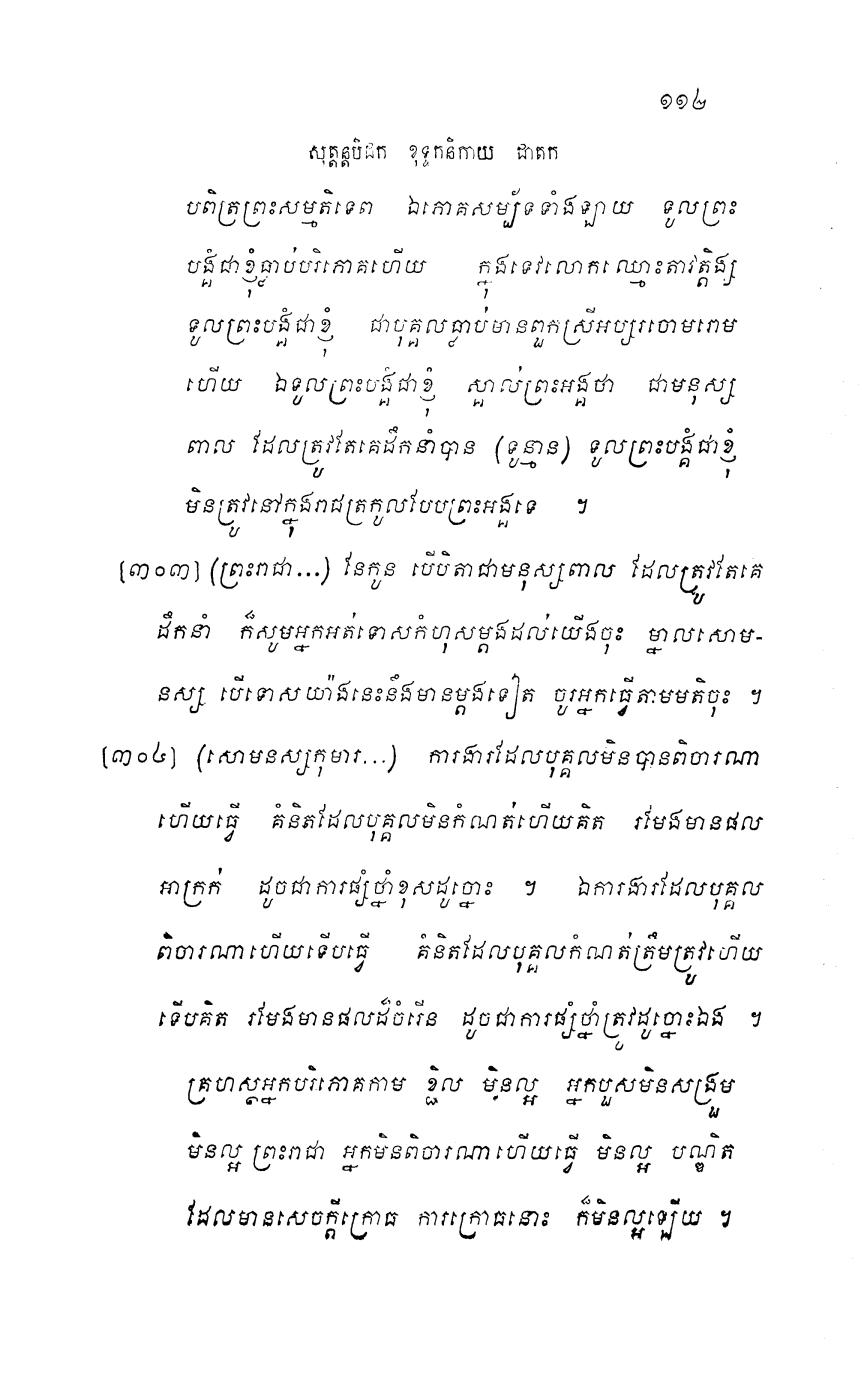 ១១៤
សុត្តន្តបិដក ខុទ្ទកនិកាយ ជាតក
បពិត្រព្រះសម្មតិទេព ឯភោគសម្ប័ទទាំងឡាយ ទូលព្រះ
បង្គំជាខ្ញុំធ្លាប់បរិភោគហើយ ក្នុងទេវលោកឈ្មោះតាវត្តិង្ស
ទូលព្រះបង្គំជាខ្ញុំ ជាបុគ្គលធ្លាប់មានពួកស្រីអប្សរចោមរោម
ហើយ ឯទូលព្រះបង្គំជាខ្ញុំ ស្គាល់ព្រះអង្គថា ជាមនុស្ស
ពាល ដែលត្រូវតែគេដឹកនាំបាន (ទូន្មាន) ទូលព្រះបង្គំជាខ្ញុំ
មិនត្រូវនៅក្នុងរាជត្រកូលបែបព្រះអង្គទេ ។
[៣០៣] (ព្រះរាជា...) នែកូន បើបិតាជាមនុស្សពាល ដែលត្រូវតែគេ
ដឹកនាំ ក៏សូមអ្នកអត់ទោសកំហុសម្តងដល់យើងចុះ ម្នាលសោម-
នស្ស បើទោសយ៉ាងនេះនឹងមានម្តងទៀត ចូរអ្នកធ្វើតាមមតិចុះ ។
[៣០៤] (សោមនស្សកុមារ...) ការងារដែលបុគ្គលមិនបានពិចារណា
ហើយធ្វើ គំនិតដែលបុគ្គលមិនកំណត់ហើយគិត រមែងមានផល
អាក្រក់ ដូចជាការផ្សំថ្នាំខុសដូច្នោះ ។ ឯការងារដែលបុគ្គល
ពិចារណាហើយទើបធ្វើ គំនិតដែលបុគ្គលកំណត់ត្រឹមត្រូវហើយ
ទើបគិត រមែងមានផលដ៏ចំរើន ដូចជាការផ្សំថ្នាំត្រូវដូច្នោះឯង ។
គ្រហស្ថអ្នកបរិភោគកាម ខ្ជិល មិនល្អ អ្នកបួសមិនសង្រួម
មិនល្អ ព្រះរាជា អ្នកមិនពិចារណាហើយធ្វើ មិនល្អ បណ្ឌិត
ដែលមានសេចក្តីក្រោធ ការក្រោធនោះ ក៏មិនល្អឡើយ ។